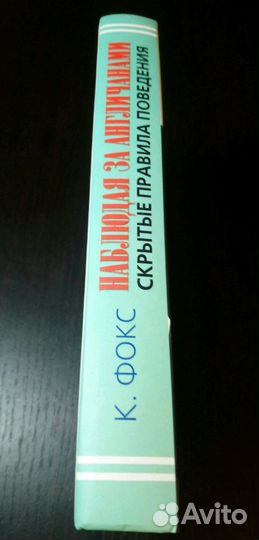 К. ФОКС
НАБЛЮДАЯ ЗА АНГЛИЧАНАМИ
СКРЫТЫЕ ПРАВИЛА ПОВЕДЕНИЯ
Avito